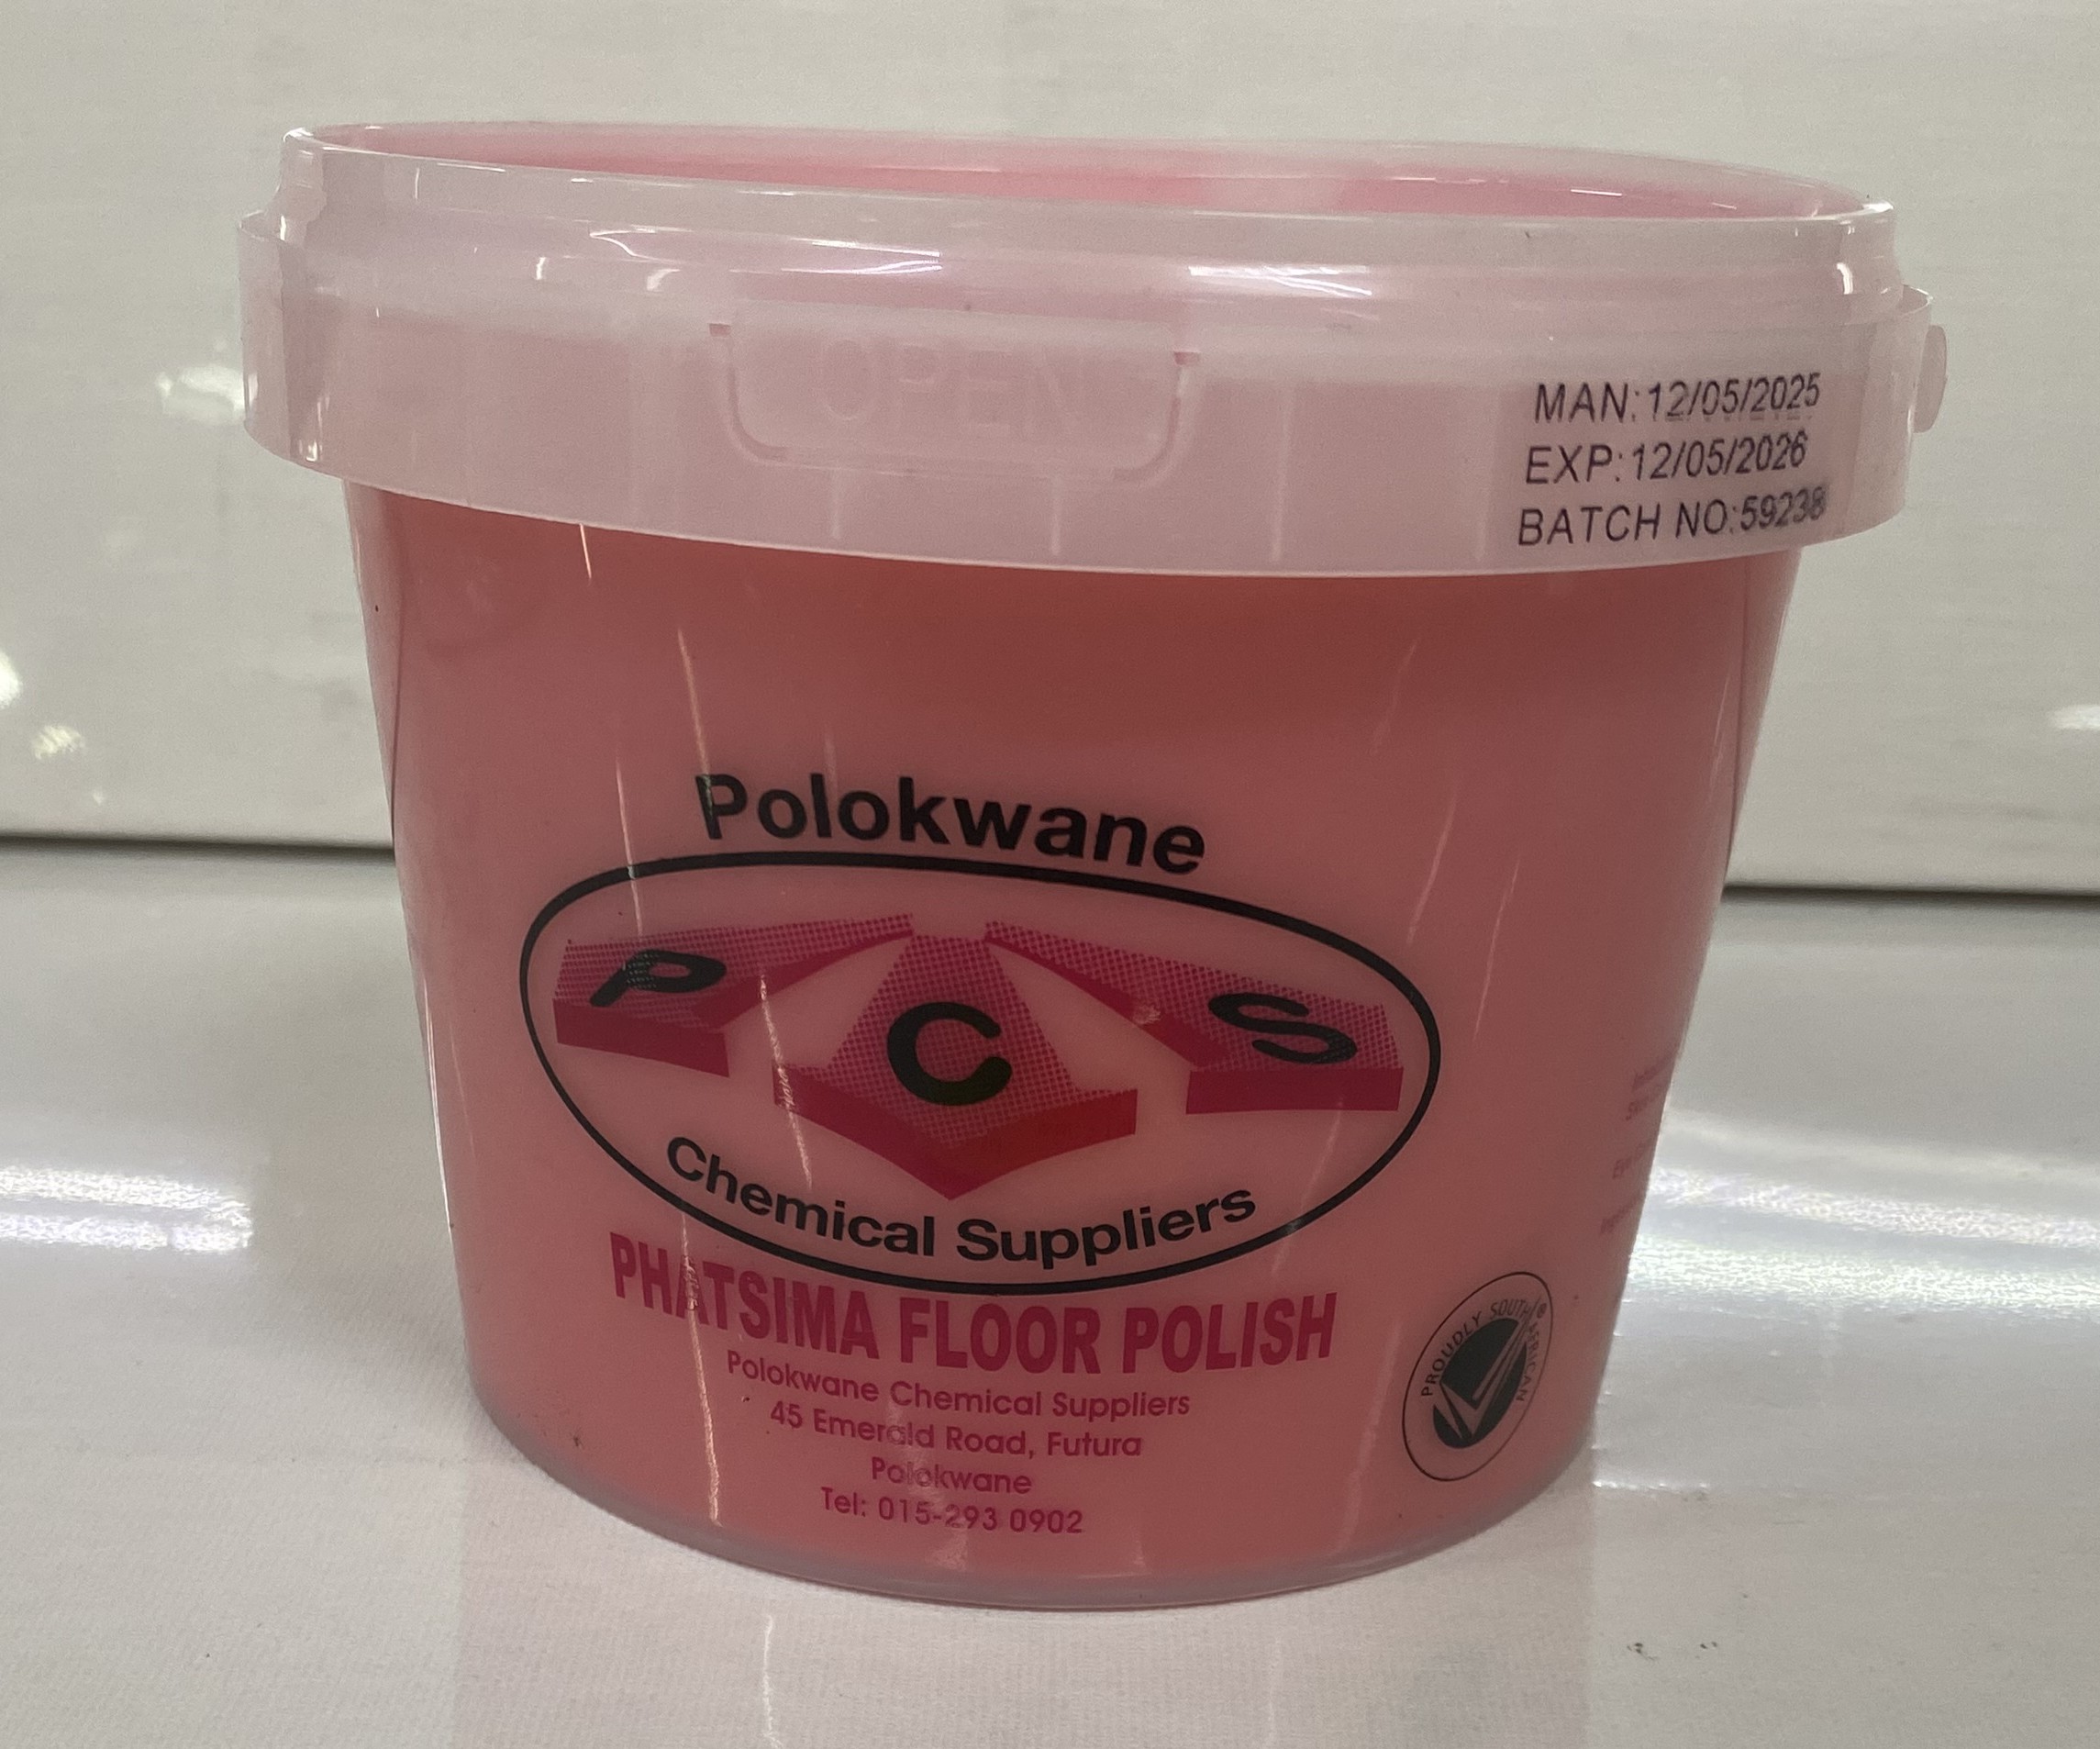 OPEN
MAN:12/05/2025
EXP:12/05/2026
BATCH NO:59238
Polokwane
P C S
Chemical Suppliers
PHATSIMA FLOOR POLISH
Polokwane Chemical Suppliers
45 Emerald Road, Futura
Polokwane
Tel: 015-293 0902
PROUDLY SOUTH AFRICAN ®